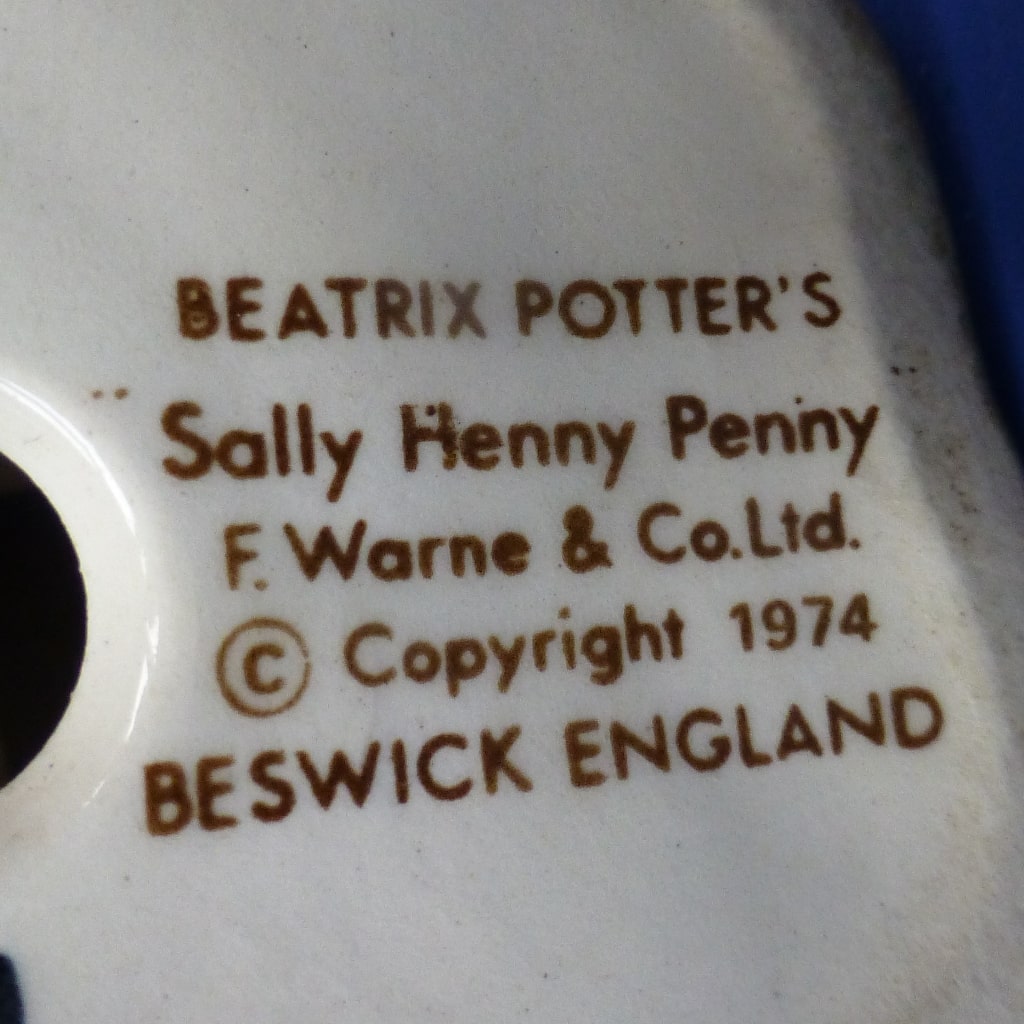 BEATRIX POTTER'S
"Sally Henny Penny"
F. Warne & Co.Ltd.
© Copyright 1974
BESWICK ENGLAND